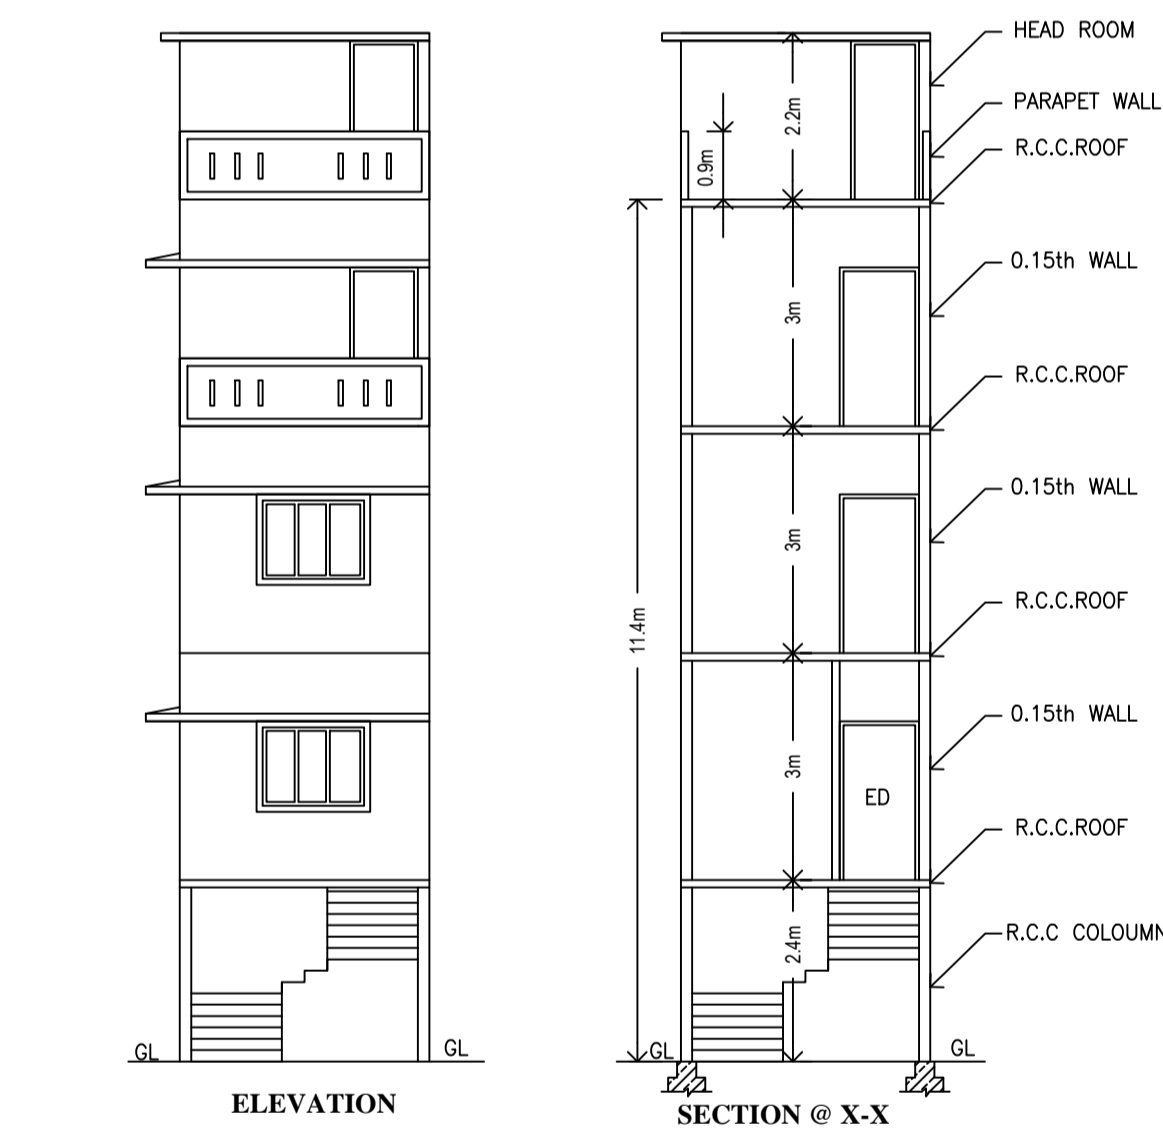 HEAD ROOM
PARAPET WALL
R.C.C.ROOF
2.2m
0.9m
0.15th WALL
3m
R.C.C.ROOF
0.15th WALL
3m
R.C.C.ROOF
11.4m
0.15th WALL
3m
ED
R.C.C.ROOF
R.C.C COLOUMN
2.4m
GL
GL
GL
GL
ELEVATION
SECTION @ X-X